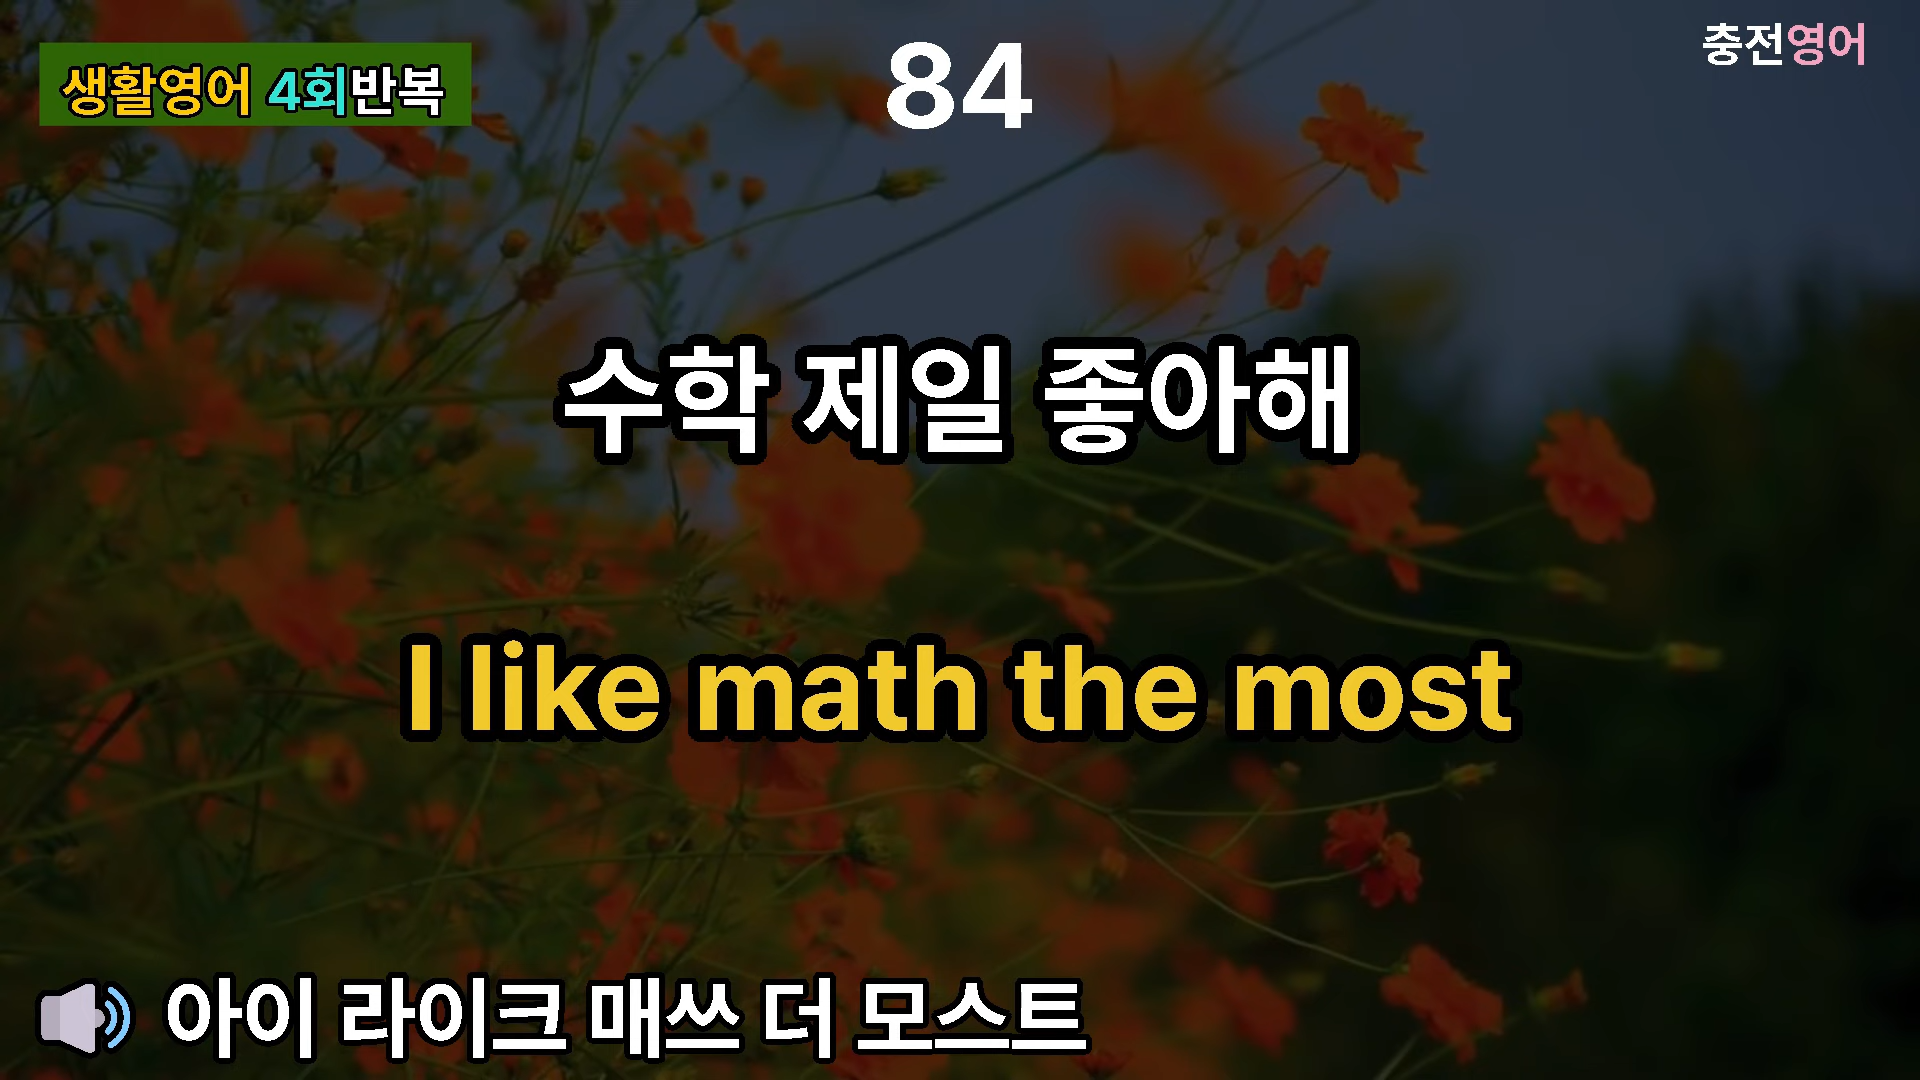 생활영어 4회반복
84
충전영어
수학 제일 좋아해
I like math the most
아이 라이크 매쓰 더 모스트